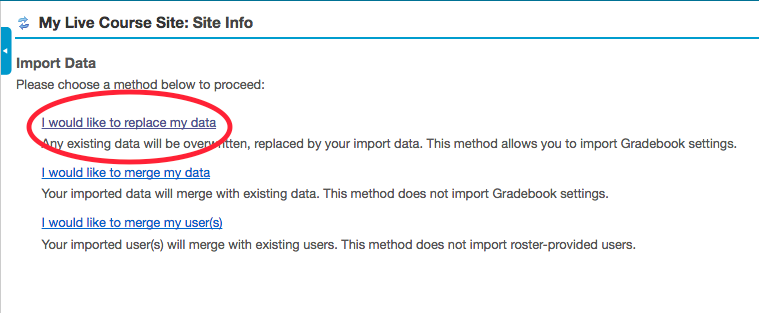 My Live Course Site: Site Info
Import Data
Please choose a method below to proceed:
I would like to replace my data
Any existing data will be overwritten, replaced by your import data. This method allows you to import Gradebook settings.
I would like to merge my data
Your imported data will merge with existing data. This method does not import Gradebook settings.
I would like to merge my user(s)
Your imported user(s) will merge with existing users. This method does not import roster-provided users.